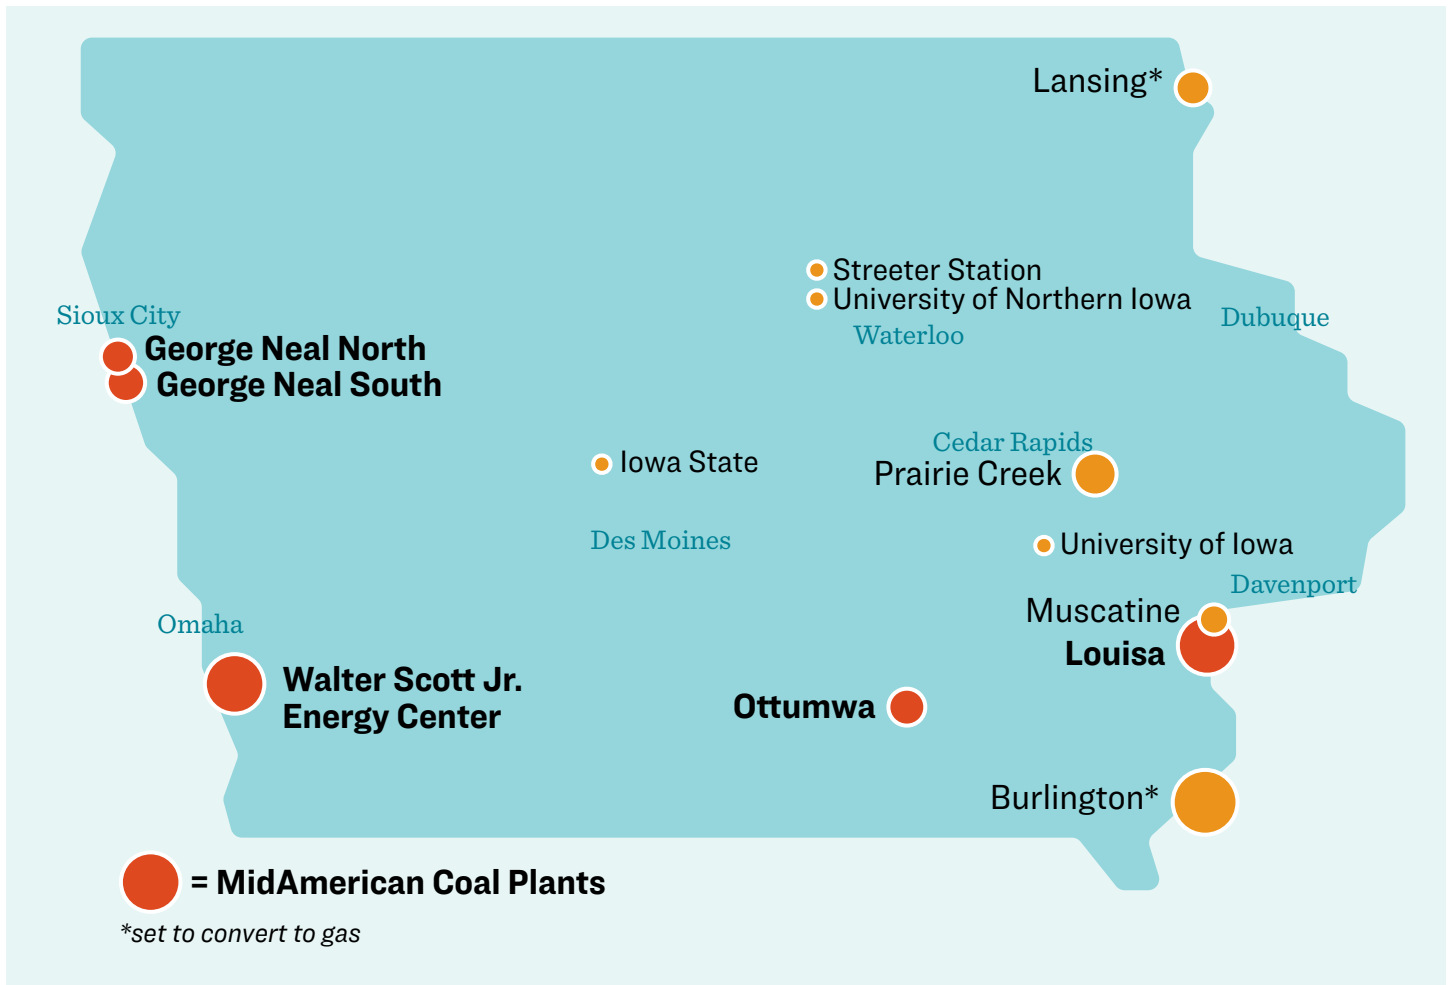 Lansing*
Streeter Station
University of Northern Iowa
Waterloo
Dubuque
Sioux City
George Neal North
George Neal South
Cedar Rapids
Prairie Creek
Iowa State
Des Moines
University of Iowa
Davenport
Muscatine
Louisa
Omaha
Walter Scott Jr.
Energy Center
Ottumwa
Burlington*
= MidAmerican Coal Plants
*set to convert to gas